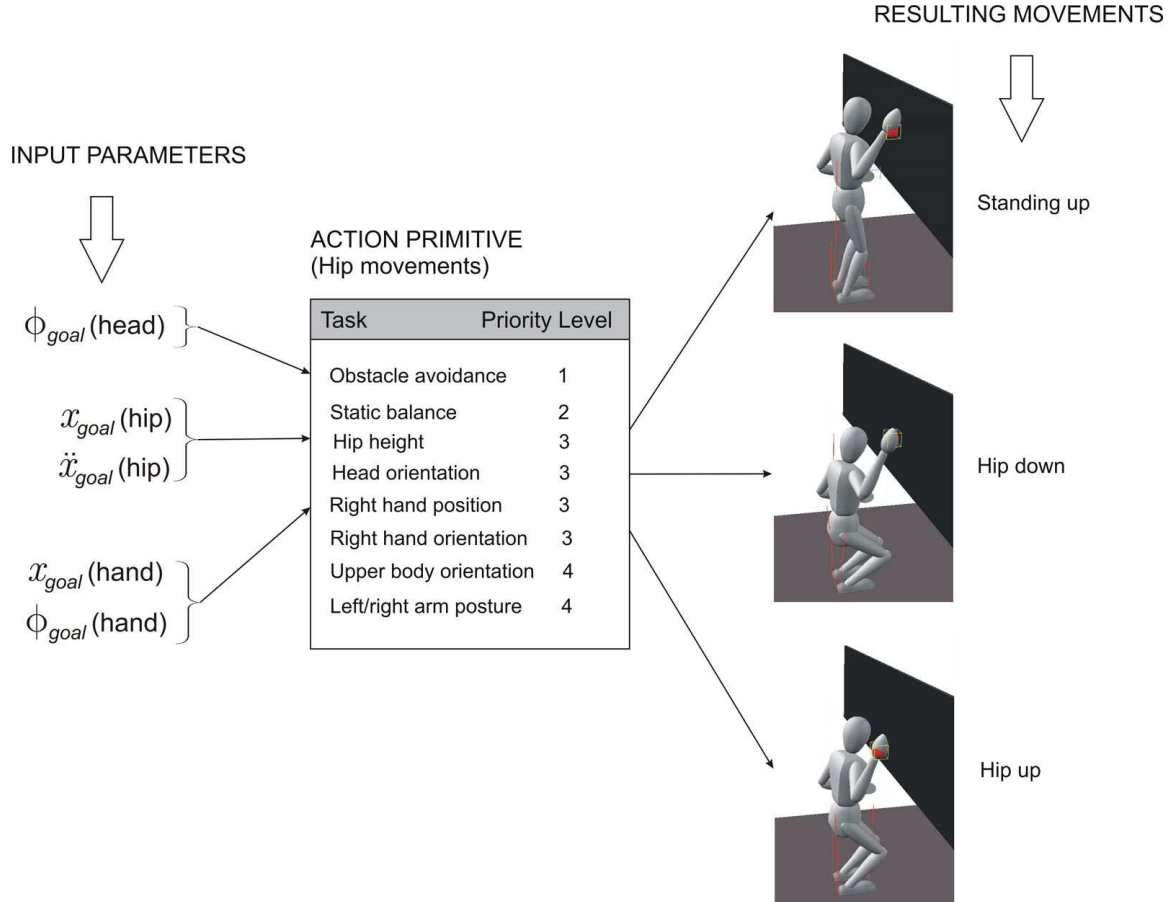 RESULTING MOVEMENTS
INPUT PARAMETERS
Standing up
ACTION PRIMITIVE
(Hip movements)
Task Priority Level
ϕgoal (head)
Obstacle avoidance 1
xgoal (hip)
Static balance 2
Hip height 3
ẍgoal (hip)
Head orientation 3
Hip down
Right hand position 3
Right hand orientation 3
xgoal (hand)
Upper body orientation 4
ϕgoal (hand)
Left/right arm posture 4
Hip up